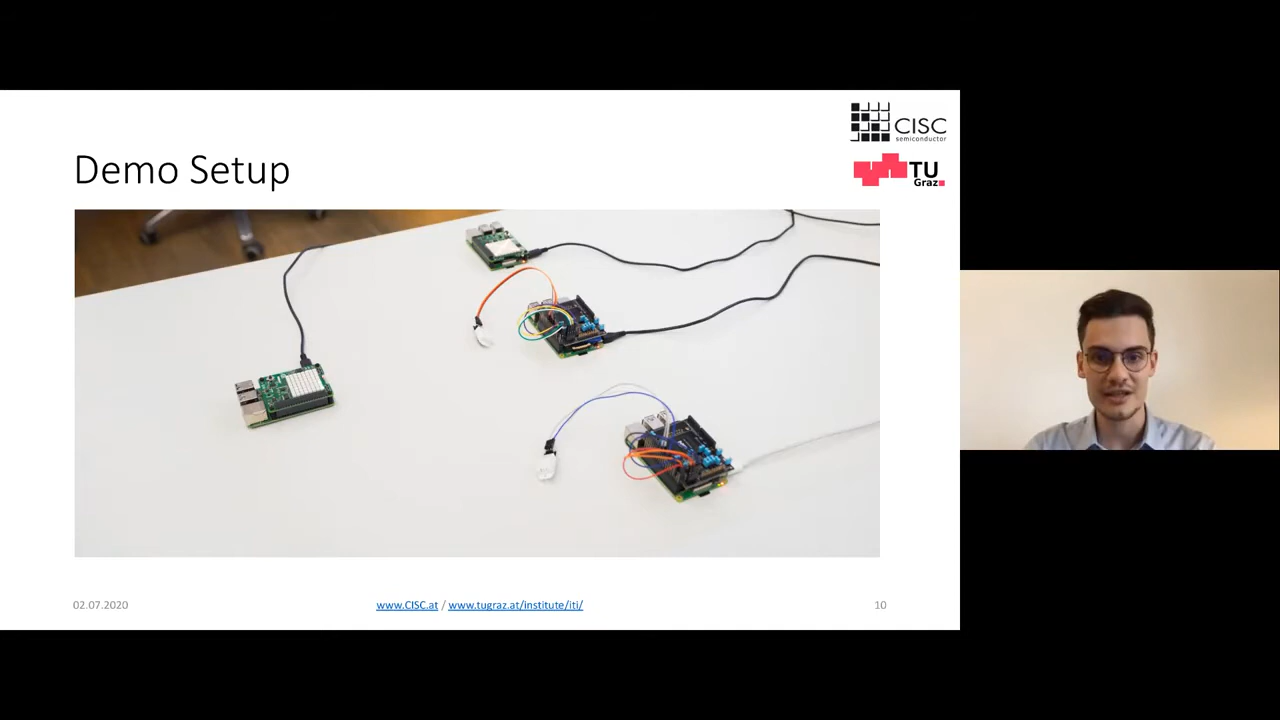 CISC
semiconductor
TU
Graz
Demo Setup
02.07.2020
www.CISC.at / www.tugraz.at/institute/iti/
10